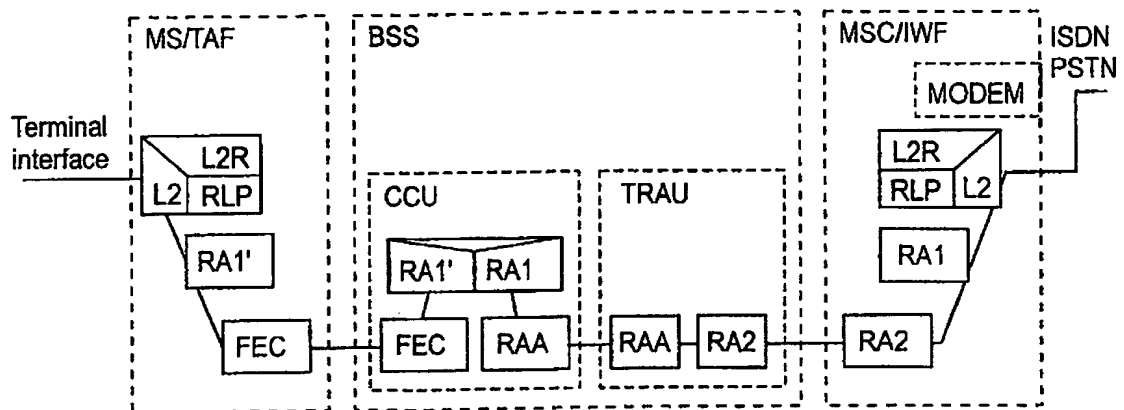 MS/TAF
BSS
MSC/IWF
ISDN
PSTN
MODEM
Terminal
interface
L2R
L2
RLP
L2R
RLP
L2
CCU
TRAU
RA1'
RA1'
RA1
RA1
FEC
FEC
RAA
RAA
RA2
RA2